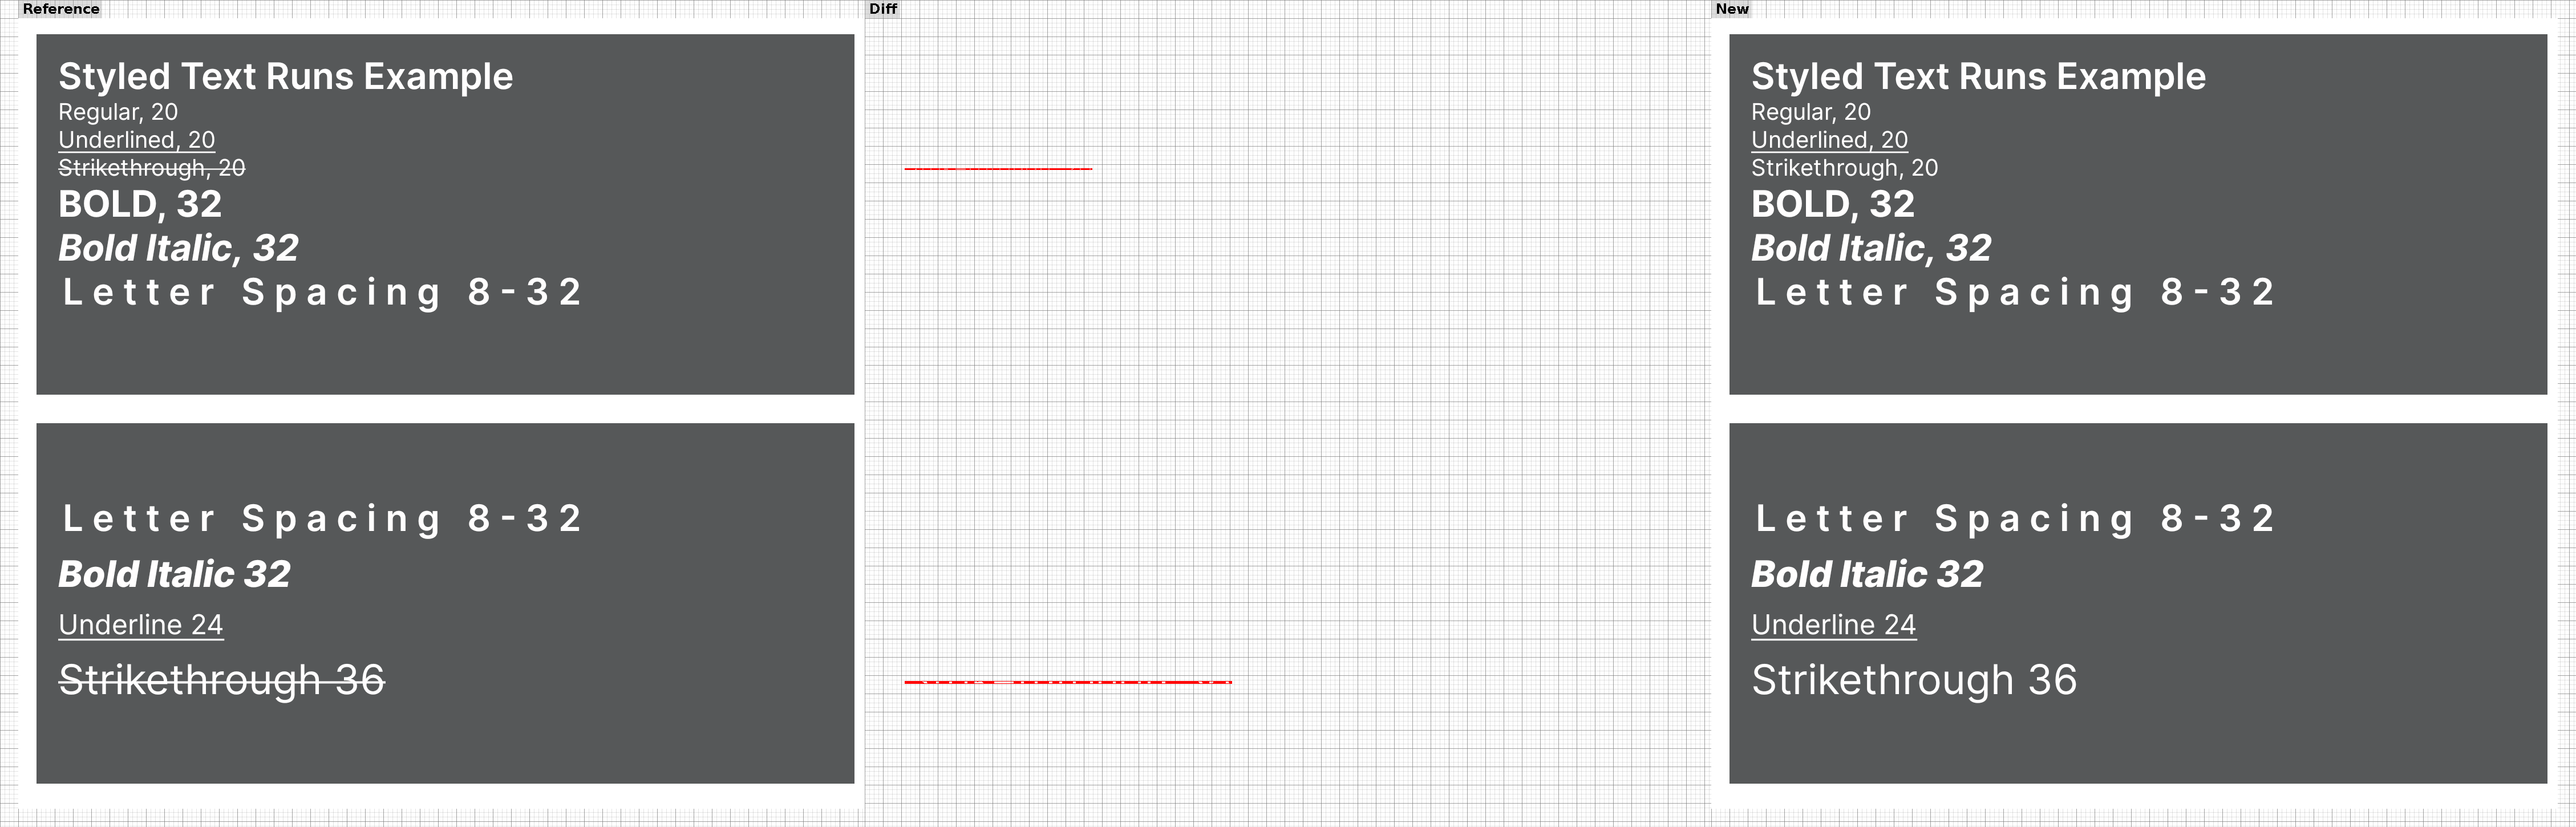 Reference
Styled Text Runs Example
Regular, 20
Underlined, 20
Strikethrough, 20
BOLD, 32
Bold Italic, 32
Letter Spacing 8-32
Letter Spacing 8-32
Bold Italic 32
Underline 24
Strikethrough 36
Diff
New
Styled Text Runs Example
Regular, 20
Underlined, 20
Strikethrough, 20
BOLD, 32
Bold Italic, 32
Letter Spacing 8-32
Letter Spacing 8-32
Bold Italic 32
Underline 24
Strikethrough 36